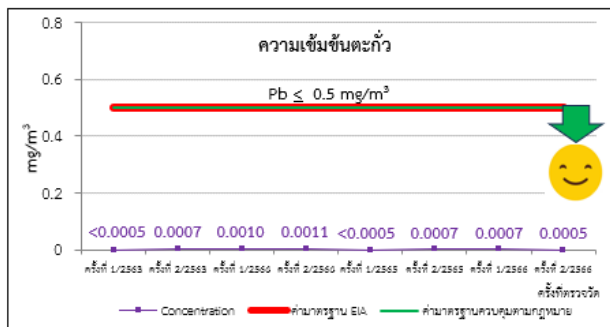 ความเข้มข้นตะกั่ว
0.8
0.6
0.4
0.2
0
mg/m³
Pb ≤ 0.5 mg/m³
<0.0005 0.0007 0.0010 0.0011 <0.0005 0.0007 0.0007 0.0005
ครั้งที่ 1/2563 ครั้งที่ 2/2563 ครั้งที่ 1/2566 ครั้งที่ 2/2566 ครั้งที่ 1/2565 ครั้งที่ 2/2565 ครั้งที่ 1/2566 ครั้งที่ 2/2566
ครั้งที่ตรวจวัด
Concentration ค่ามาตรฐาน EIA ค่ามาตรฐานควบคุมตามกฎหมาย